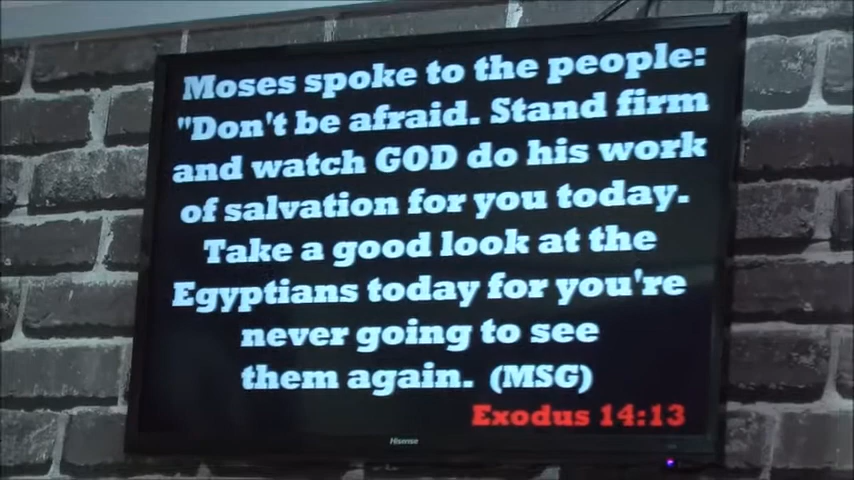 Moses spoke to the people:
"Don't be afraid. Stand firm
and watch GOD do his work
of salvation for you today.
Take a good look at the
Egyptians today for you're
never going to see
them again. (MSG)
Exodus 14:13
Hisense